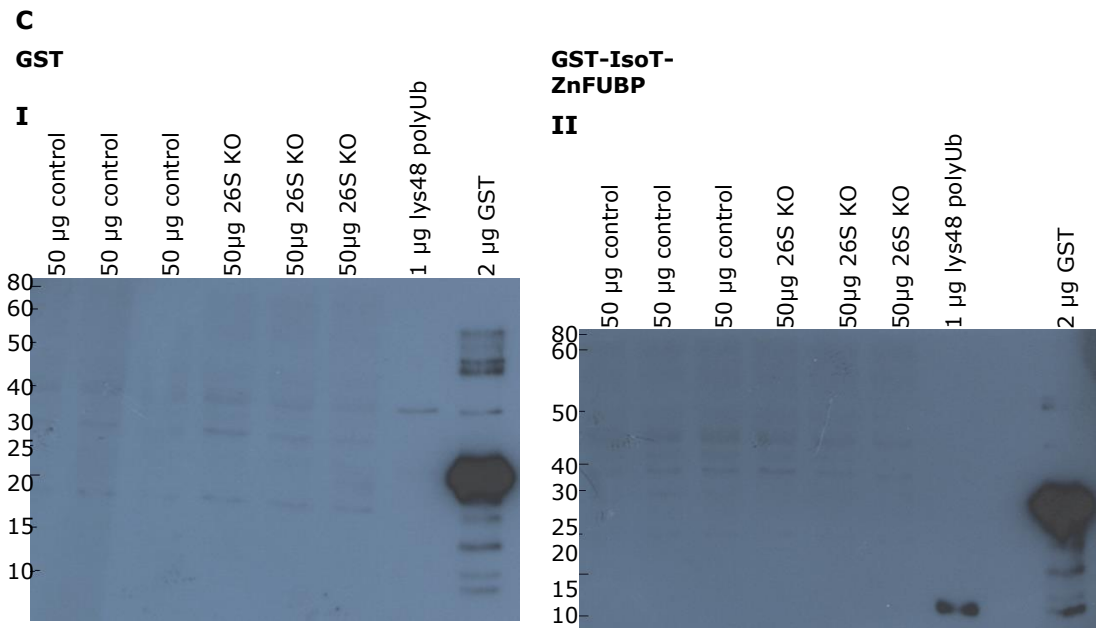 C
GST
I
50 µg control
50 µg control
50 µg control
50µg 26S KO
50µg 26S KO
50µg 26S KO
1 µg lys48 polyUb
2 µg GST
80
60
50
40
30
25
20
15
10
GST-IsoT-
ZnFUBP
II
50 µg control
50 µg control
50 µg control
50µg 26S KO
50µg 26S KO
50µg 26S KO
1 µg lys48 polyUb
2 µg GST
80
60
50
40
30
25
20
15
10